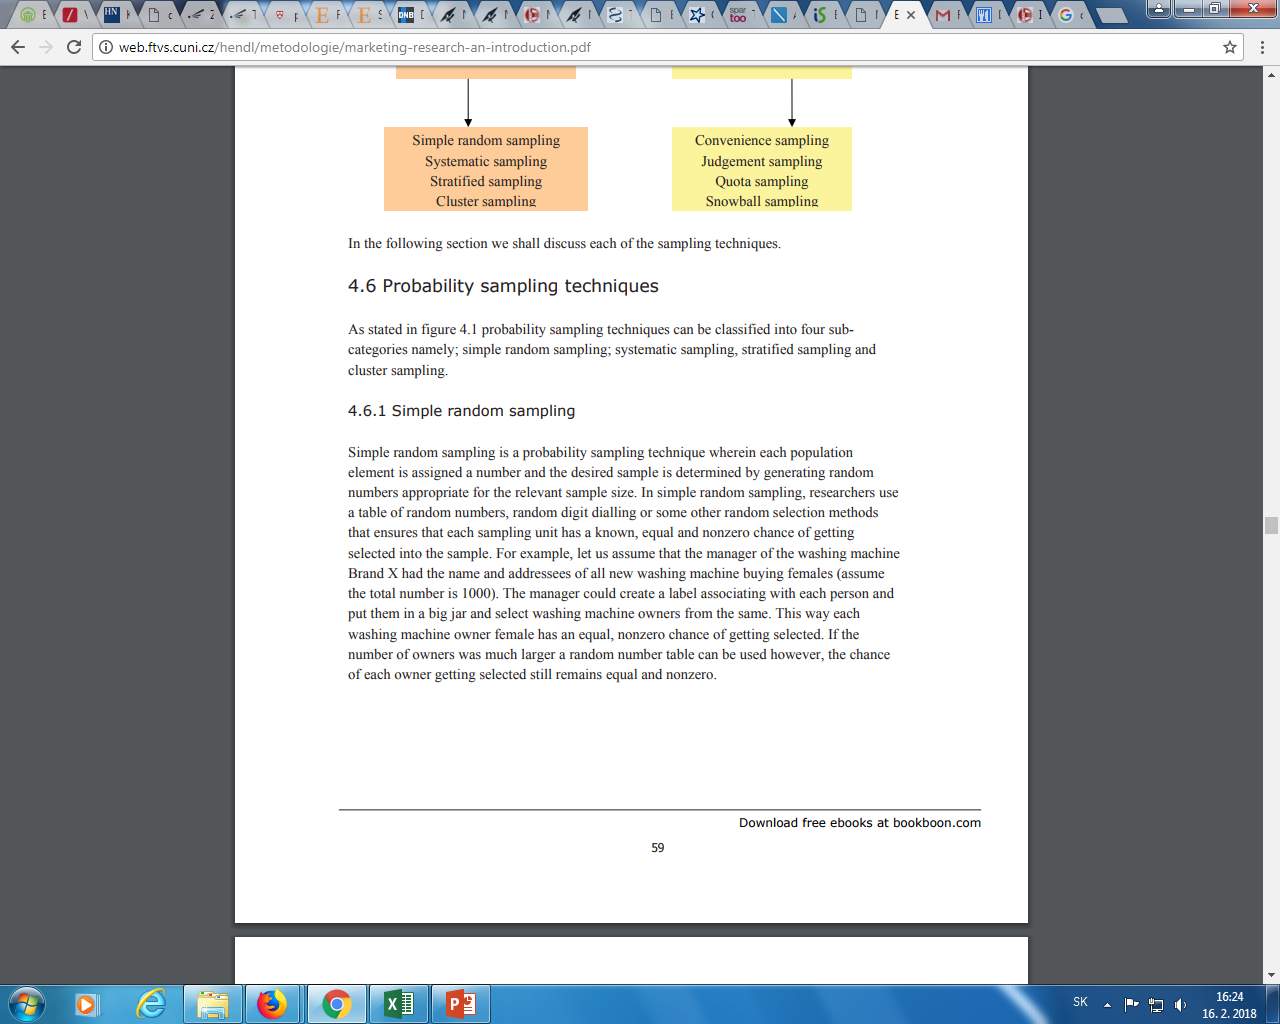 web.ftvs.cuni.cz/hendl/metodologie/marketing-research-an-introduction.pdf
Simple random sampling
Systematic sampling
Stratified sampling
Cluster sampling
Convenience sampling
Judgement sampling
Quota sampling
Snowball sampling
In the following section we shall discuss each of the sampling techniques.
4.6 Probability sampling techniques
As stated in figure 4.1 probability sampling techniques can be classified into four sub-
categories namely; simple random sampling; systematic sampling, stratified sampling and
cluster sampling.
4.6.1 Simple random sampling
Simple random sampling is a probability sampling technique wherein each population
element is assigned a number and the desired sample is determined by generating random
numbers appropriate for the relevant sample size. In simple random sampling, researchers use
a table of random numbers, random digit dialling or some other random selection methods
that ensures that each sampling unit has a known, equal and nonzero chance of getting
selected into the sample. For example, let us assume that the manager of the washing machine
Brand X had the name and addressees of all new washing machine buying females (assume
the total number is 1000). The manager could create a label associating with each person and
put them in a big jar and select washing machine owners from the same. This way each
washing machine owner female has an equal, nonzero chance of getting selected. If the
number of owners was much larger a random number table can be used however, the chance
of each owner getting selected still remains equal and nonzero.
Download free ebooks at bookboon.com
59
SK
16:24
16. 2. 2018